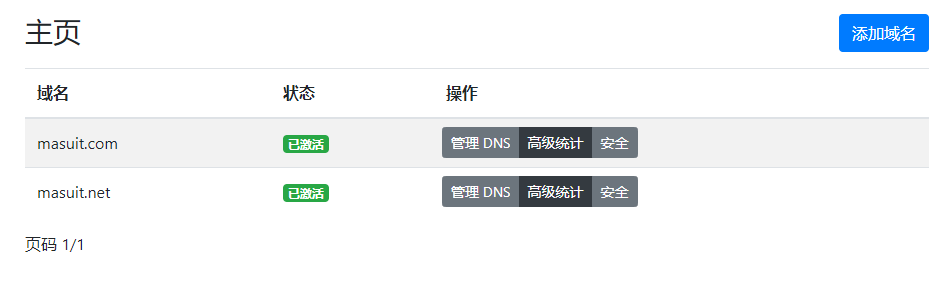 主页 添加域名
域名 状态 操作
masuit.com 已激活 管理 DNS 高级统计 安全
masuit.net 已激活 管理 DNS 高级统计 安全
页码 1/1